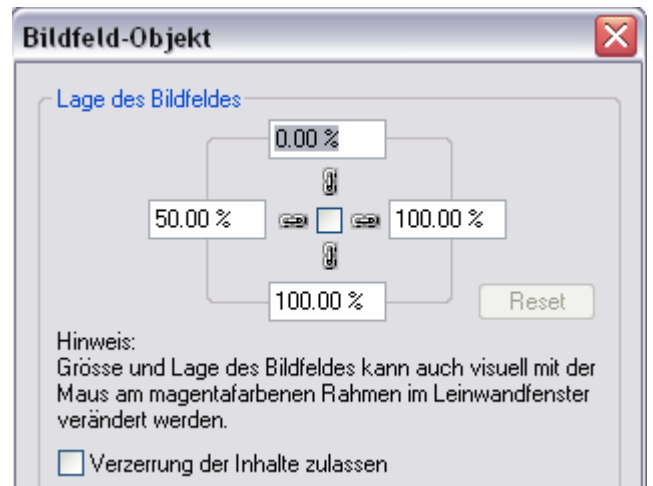 Bildfeld-Objekt
Lage des Bildfeldes
0.00 %
50.00 %
100.00 %
100.00 %
Reset
Hinweis:
Grösse und Lage des Bildfeldes kann auch visuell mit der
Maus am magentafarbenen Rahmen im Leinwandfenster
verändert werden.
Verzerrung der Inhalte zulassen